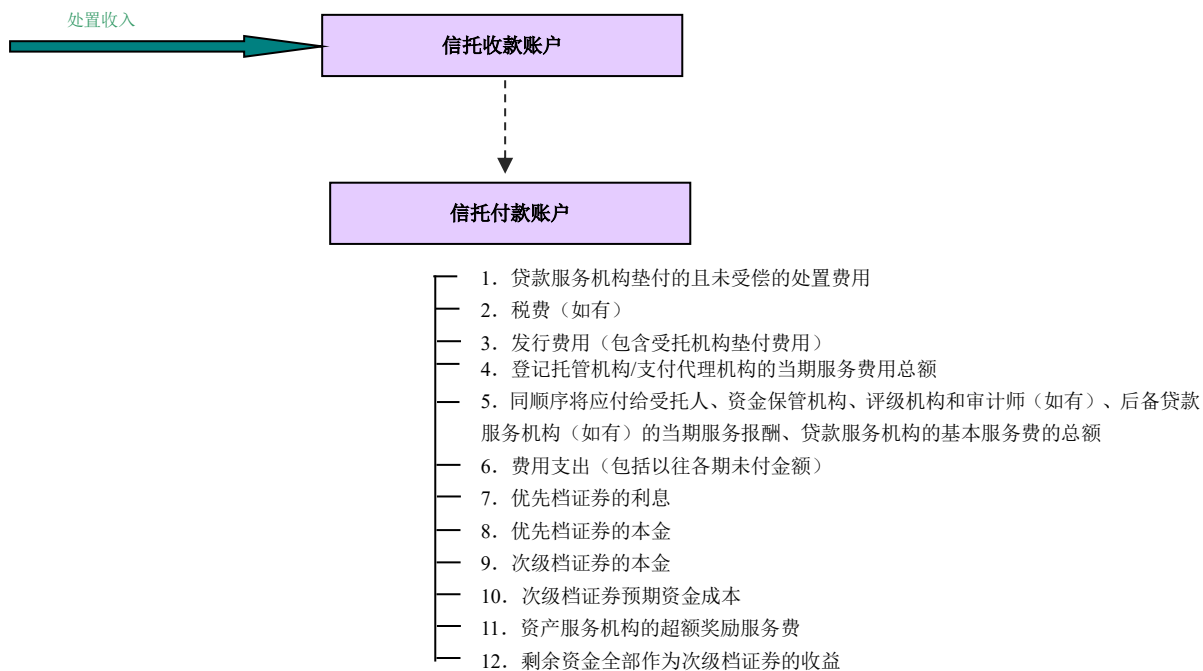 处置收入
信托收款账户
信托付款账户
1．贷款服务机构垫付的且未受偿的处置费用
2．税费（如有）
3．发行费用（包含受托机构垫付费用）
4．登记托管机构/支付代理机构的当期服务费用总额
5．同顺序将应付给受托人、资金保管机构、评级机构和审计师（如有）、后备贷款
服务机构（如有）的当期服务报酬、贷款服务机构的基本服务费的总额
6．费用支出（包括以往各期未付金额）
7．优先档证券的利息
8．优先档证券的本金
9．次级档证券的本金
10．次级档证券预期资金成本
11．资产服务机构的超额奖励服务费
12．剩余资金全部作为次级档证券的收益